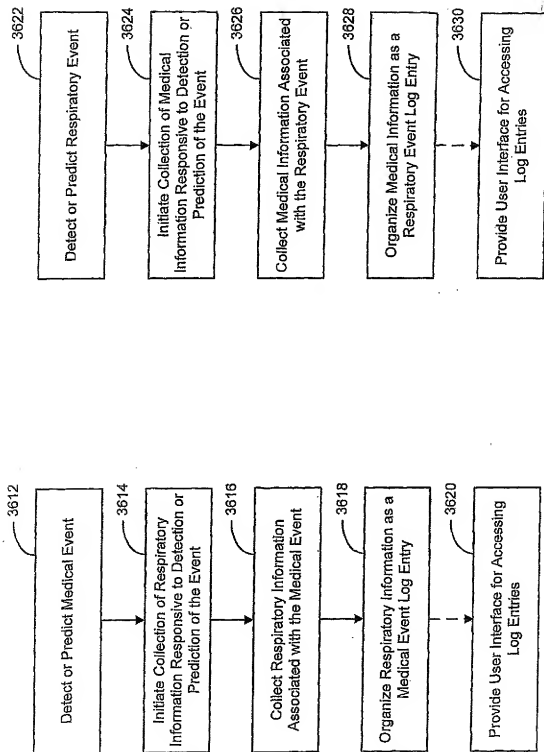 3612
Detect or Predict Medical Event
3614
Initiate Collection of Respiratory
Information Responsive to Detection or
Prediction of the Event
3616
Collect Respiratory Information
Associated with the Medical Event
3618
Organize Respiratory Information as a
Medical Event Log Entry
3620
Provide User Interface for Accessing
Log Entries
3622
Detect or Predict Respiratory Event
3624
Initiate Collection of Medical
Information Responsive to Detection or
Prediction of the Event
3626
Collect Medical Information Associated
with the Respiratory Event
3628
Organize Medical Information as a
Respiratory Event Log Entry
3630
Provide User Interface for Accessing
Log Entries